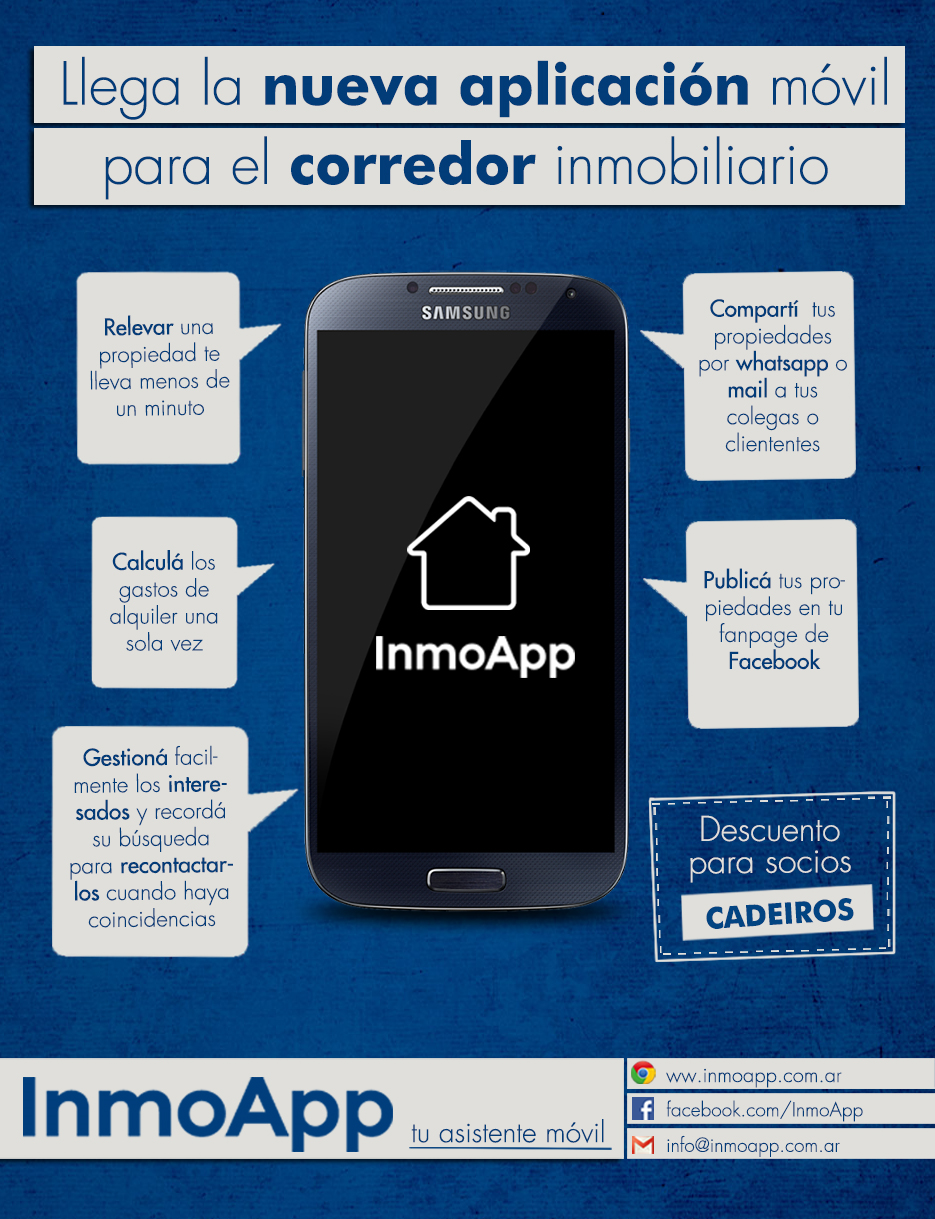 Llega la nueva aplicación móvil
para el corredor inmobiliario
SAMSUNG
Relevar una
propiedad te
lleva menos de
un minuto
Compartí tus
propiedades
por whatsapp o
mail a tus
colegas o
cliententes
Calculá los
gastos de
alquiler una
sola vez
Publicá tus pro-
piedades en tu
fanpage de
Facebook
InmoApp
Gestioná facil-
mente los intere-
sados y recordá
su búsqueda
para recontactar-
los cuando haya
coincidencias
Descuento
para socios
CADEIROS
InmoApp
tu asistente móvil
ww.inmoapp.com.ar
facebook.com/InmoApp
info@inmoapp.com.ar